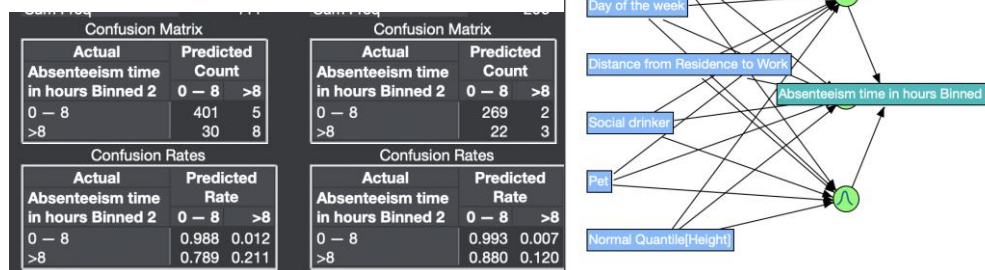 Confusion Matrix
Actual Predicted
Absenteeism time Count
in hours Binned 2 0 — 8 >8
0 — 8 401 5
>8 30 8
Confusion Rates
Actual Predicted
Absenteeism time Rate
in hours Binned 2 0 — 8 >8
0 — 8 0.988 0.012
>8 0.789 0.211
Confusion Matrix
Actual Predicted
Absenteeism time Count
in hours Binned 2 0 — 8 >8
0 — 8 269 2
>8 22 3
Confusion Rates
Actual Predicted
Absenteeism time Rate
in hours Binned 2 0 — 8 >8
0 — 8 0.993 0.007
>8 0.880 0.120
Day of the week
Distance from Residence to Work
Absenteeism time in hours Binned
Social drinker
Pet
Normal Quantile[Height]